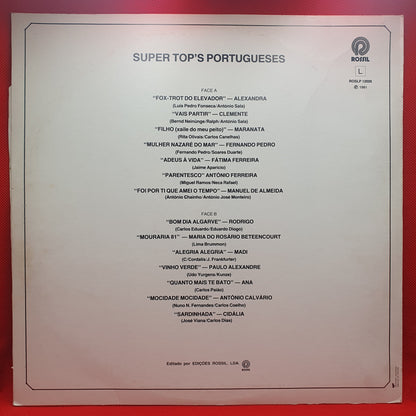 SUPER TOP'S PORTUGUESES
ROSSIL
L
ROSLP 12005
℗ 1981
FACE A
"FOX-TROT DO ELEVADOR" — ALEXANDRA
(Luís Pedro Fonseca/António Sala)
"VAIS PARTIR" — CLEMENTE
(Bernd Neinünge/Ralph/António Sala)
"FILHO (xaile do meu peito)" — MARANATA
(Rita Olivais/Carlos Canelhas)
"MULHER NAZARÉ DO MAR" — FERNANDO PEDRO
(Fernando Pedro/Soares Duarte)
"ADEUS À VIDA" — FÁTIMA FERREIRA
(Jaime Aparício)
"PARENTESCO" ANTÓNIO FERREIRA
(Miguel Ramos/Neca Rafael)
"FOI POR TI QUE AMEI O TEMPO" — MANUEL DE ALMEIDA
(António Chainho/António José Monteiro)
FACE B
"BOM DIA ALGARVE" — RODRIGO
(Carlos Eduardo/Eduardo Diogo)
"MOURARIA 81" — MARIA DO ROSÁRIO BETEENCOURT
(Lima Brummon)
"ALEGRIA ALEGRIA" — MADI
(C/Cordalis/J. Frankfurter)
"VINHO VERDE" — PAULO ALEXANDRE
(Udo Yurgens/Kunze)
"QUANTO MAIS TE BATO" — ANA
(Carlos Paião)
"MOCIDADE MOCIDADE" — ANTÓNIO CALVÁRIO
(Nuno N. Fernandes/Carlos Coelho)
"SARDINHADA" — CIDÁLIA
(José Viana/Carlos Dias)
Editado por EDIÇÕES ROSSIL, LDA.
ROSSIL